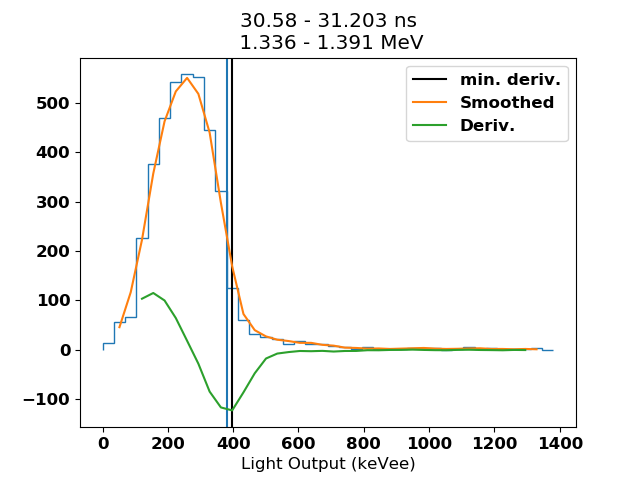 30.58 - 31.203 ns
1.336 - 1.391 MeV
min. deriv.
Smoothed
Deriv.
500
400
300
200
100
0
−100
0 200 400 600 800 1000 1200 1400
Light Output (keVee)